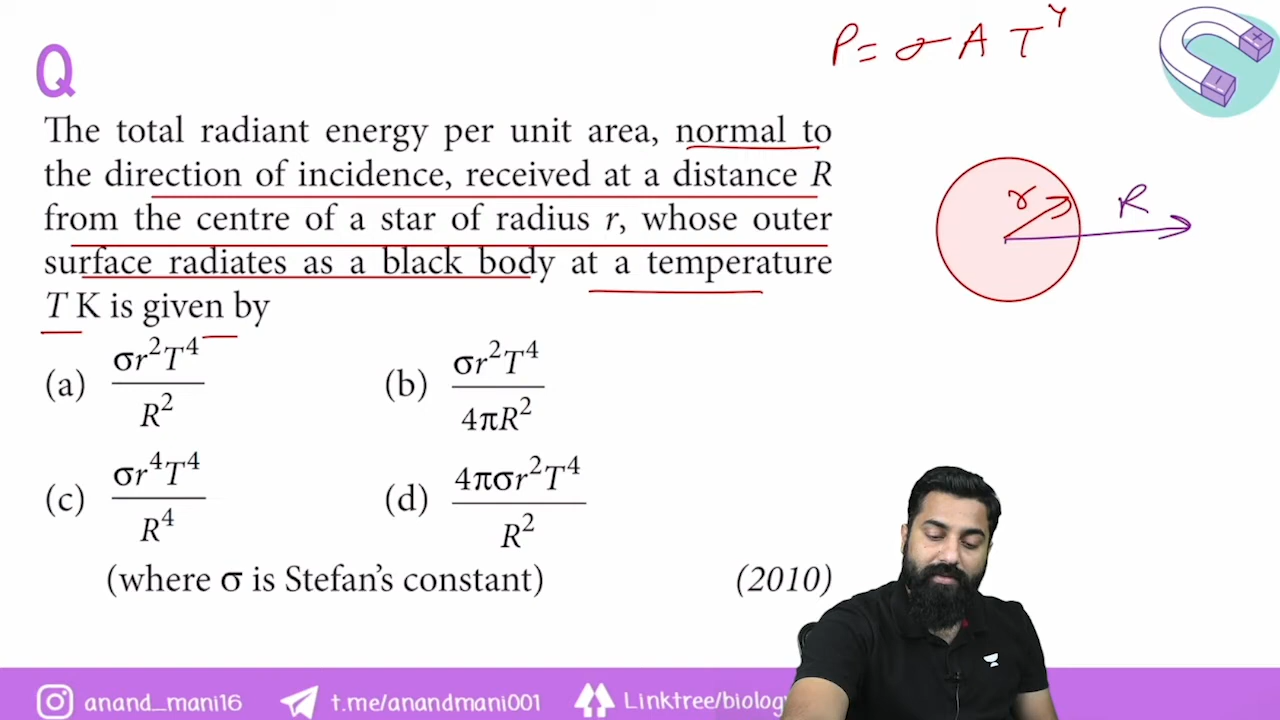 P = σ A T⁴
Q
The total radiant energy per unit area, normal to
the direction of incidence, received at a distance R
from the centre of a star of radius r, whose outer
surface radiates as a black body at a temperature
T K is given by
(a) σr²T⁴ / R²
(b) σr²T⁴ / 4πR²
(c) σr⁴T⁴ / R⁴
(d) 4πσr²T⁴ / R²
(where σ is Stefan's constant) (2010)
r
R
+
-
anand_mani16
t.me/anandmani001
Linktree/biology